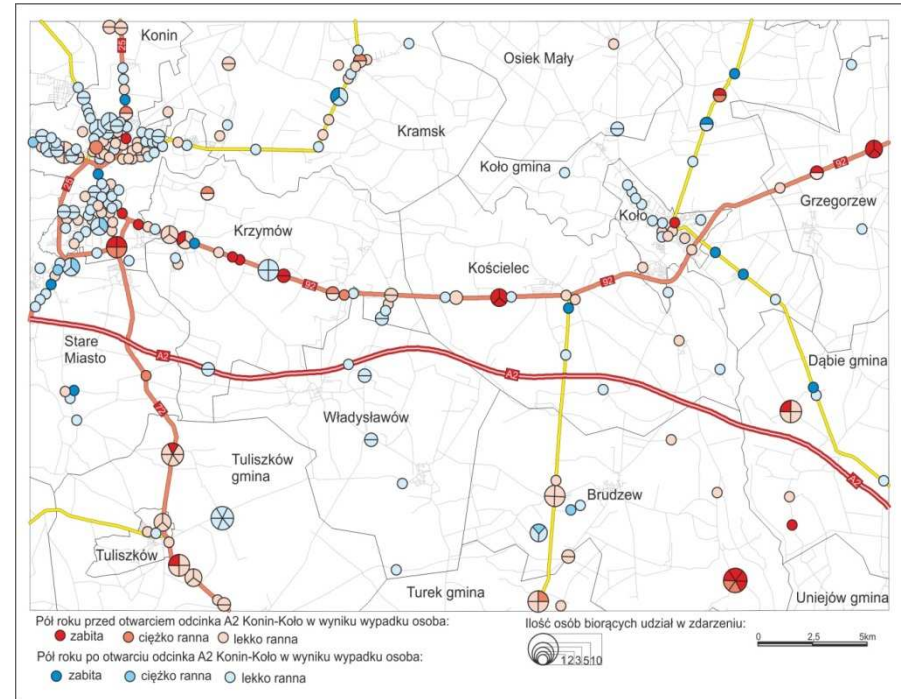 Konin
25
Osiek Mały
Kramsk
Koło gmina
92
25
Grzegorzew
Koło
Krzymów
Kościelec
92
92
Stare
Miasto
A2
A2
Dąbie gmina
72
Władysławów
Tuliszków
gmina
Brudzew
A2
Tuliszków
Turek gmina
Uniejów gmina
Pół roku przed otwarciem odcinka A2 Konin-Koło w wyniku wypadku osoba:
zabita ciężko ranna lekko ranna
Pół roku po otwarciu odcinka A2 Konin-Koło w wyniku wypadku osoba:
zabita ciężko ranna lekko ranna
Ilość osób biorących udział w zdarzeniu:
1 2 3 5 10
0 2,5 5km